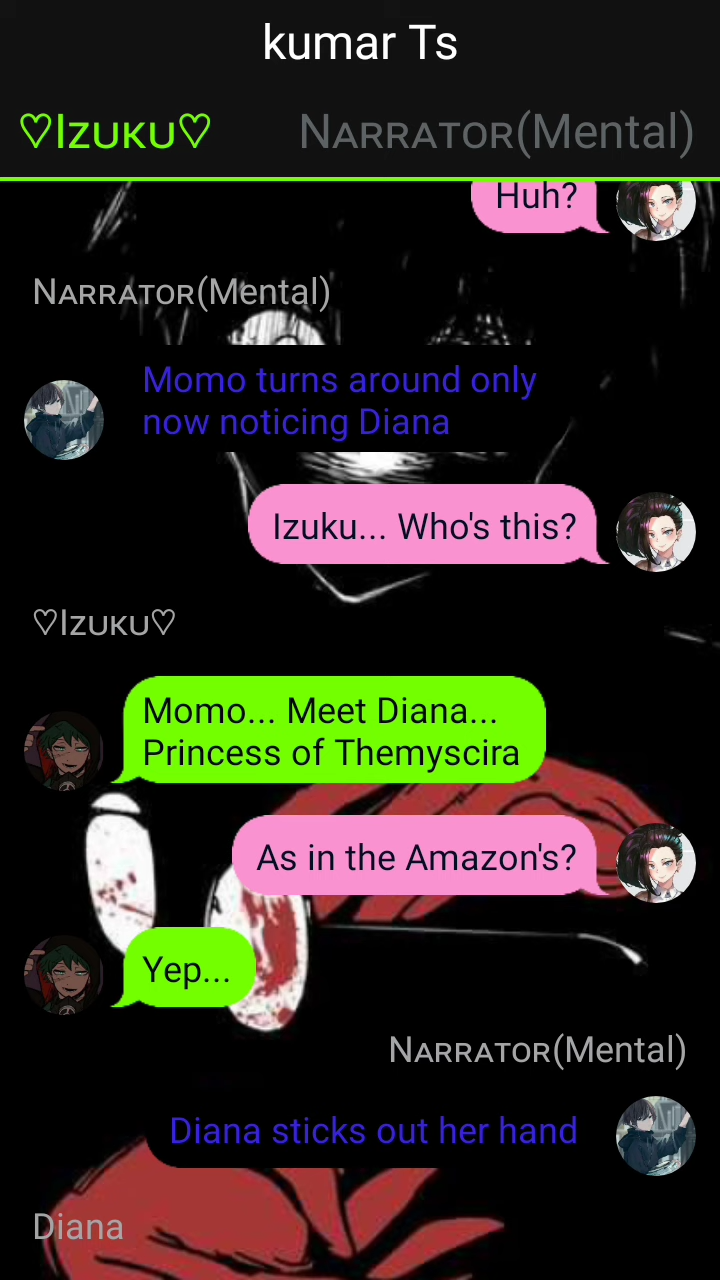 kumar Ts
♡Izuku♡ Narrator(Mental)
Huh?
Narrator(Mental)
Momo turns around only
now noticing Diana
Izuku... Who's this?
♡Izuku♡
Momo... Meet Diana...
Princess of Themyscira
As in the Amazon's?
Yep...
Narrator(Mental)
Diana sticks out her hand
Diana